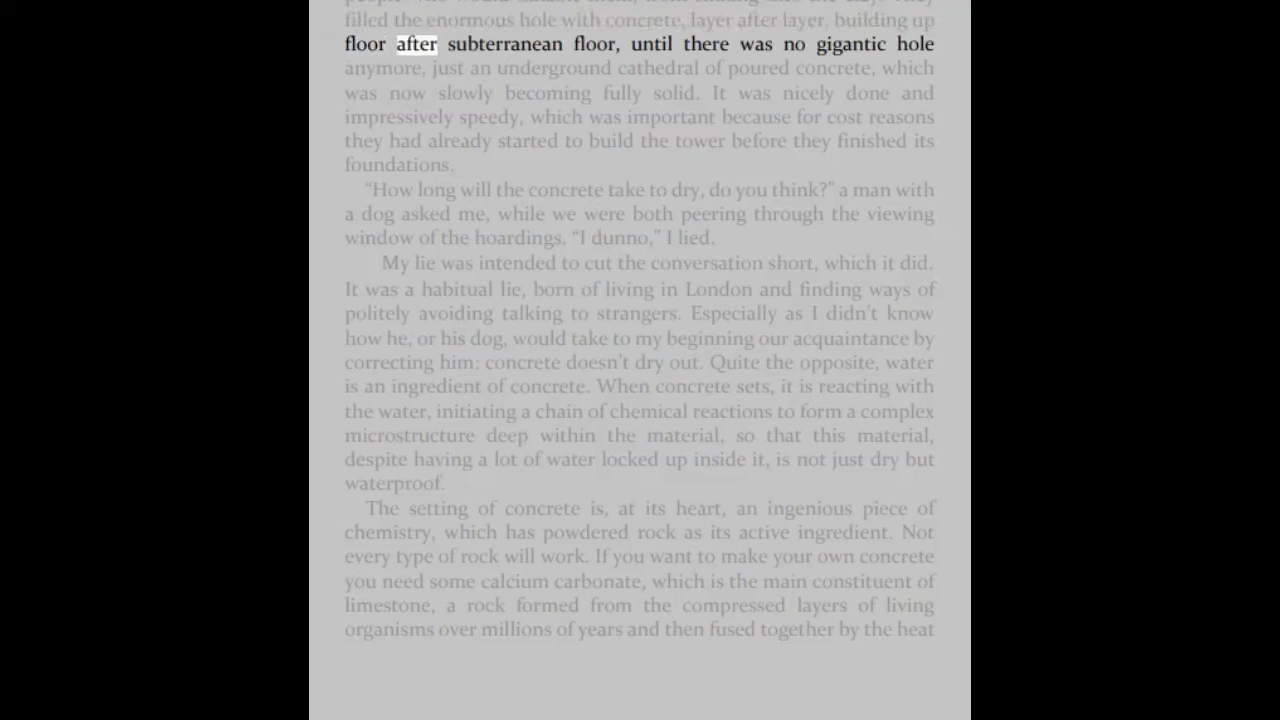 filled the enormous hole with concrete, layer after layer, building up
floor after subterranean floor, until there was no gigantic hole
anymore, just an underground cathedral of poured concrete, which
was now slowly becoming fully solid. It was nicely done and
impressively speedy, which was important because for cost reasons
they had already started to build the tower before they finished its
foundations.
“How long will the concrete take to dry, do you think?” a man with
a dog asked me, while we were both peering through the viewing
window of the hoardings. “I dunno,” I lied.
My lie was intended to cut the conversation short, which it did.
It was a habitual lie, born of living in London and finding ways of
politely avoiding talking to strangers. Especially as I didn’t know
how he, or his dog, would take to my beginning our acquaintance by
correcting him: concrete doesn’t dry out. Quite the opposite, water
is an ingredient of concrete. When concrete sets, it is reacting with
the water, initiating a chain of chemical reactions to form a complex
microstructure deep within the material, so that this material,
despite having a lot of water locked up inside it, is not just dry but
waterproof.
The setting of concrete is, at its heart, an ingenious piece of
chemistry, which has powdered rock as its active ingredient. Not
every type of rock will work. If you want to make your own concrete
you need some calcium carbonate, which is the main constituent of
limestone, a rock formed from the compressed layers of living
organisms over millions of years and then fused together by the heat